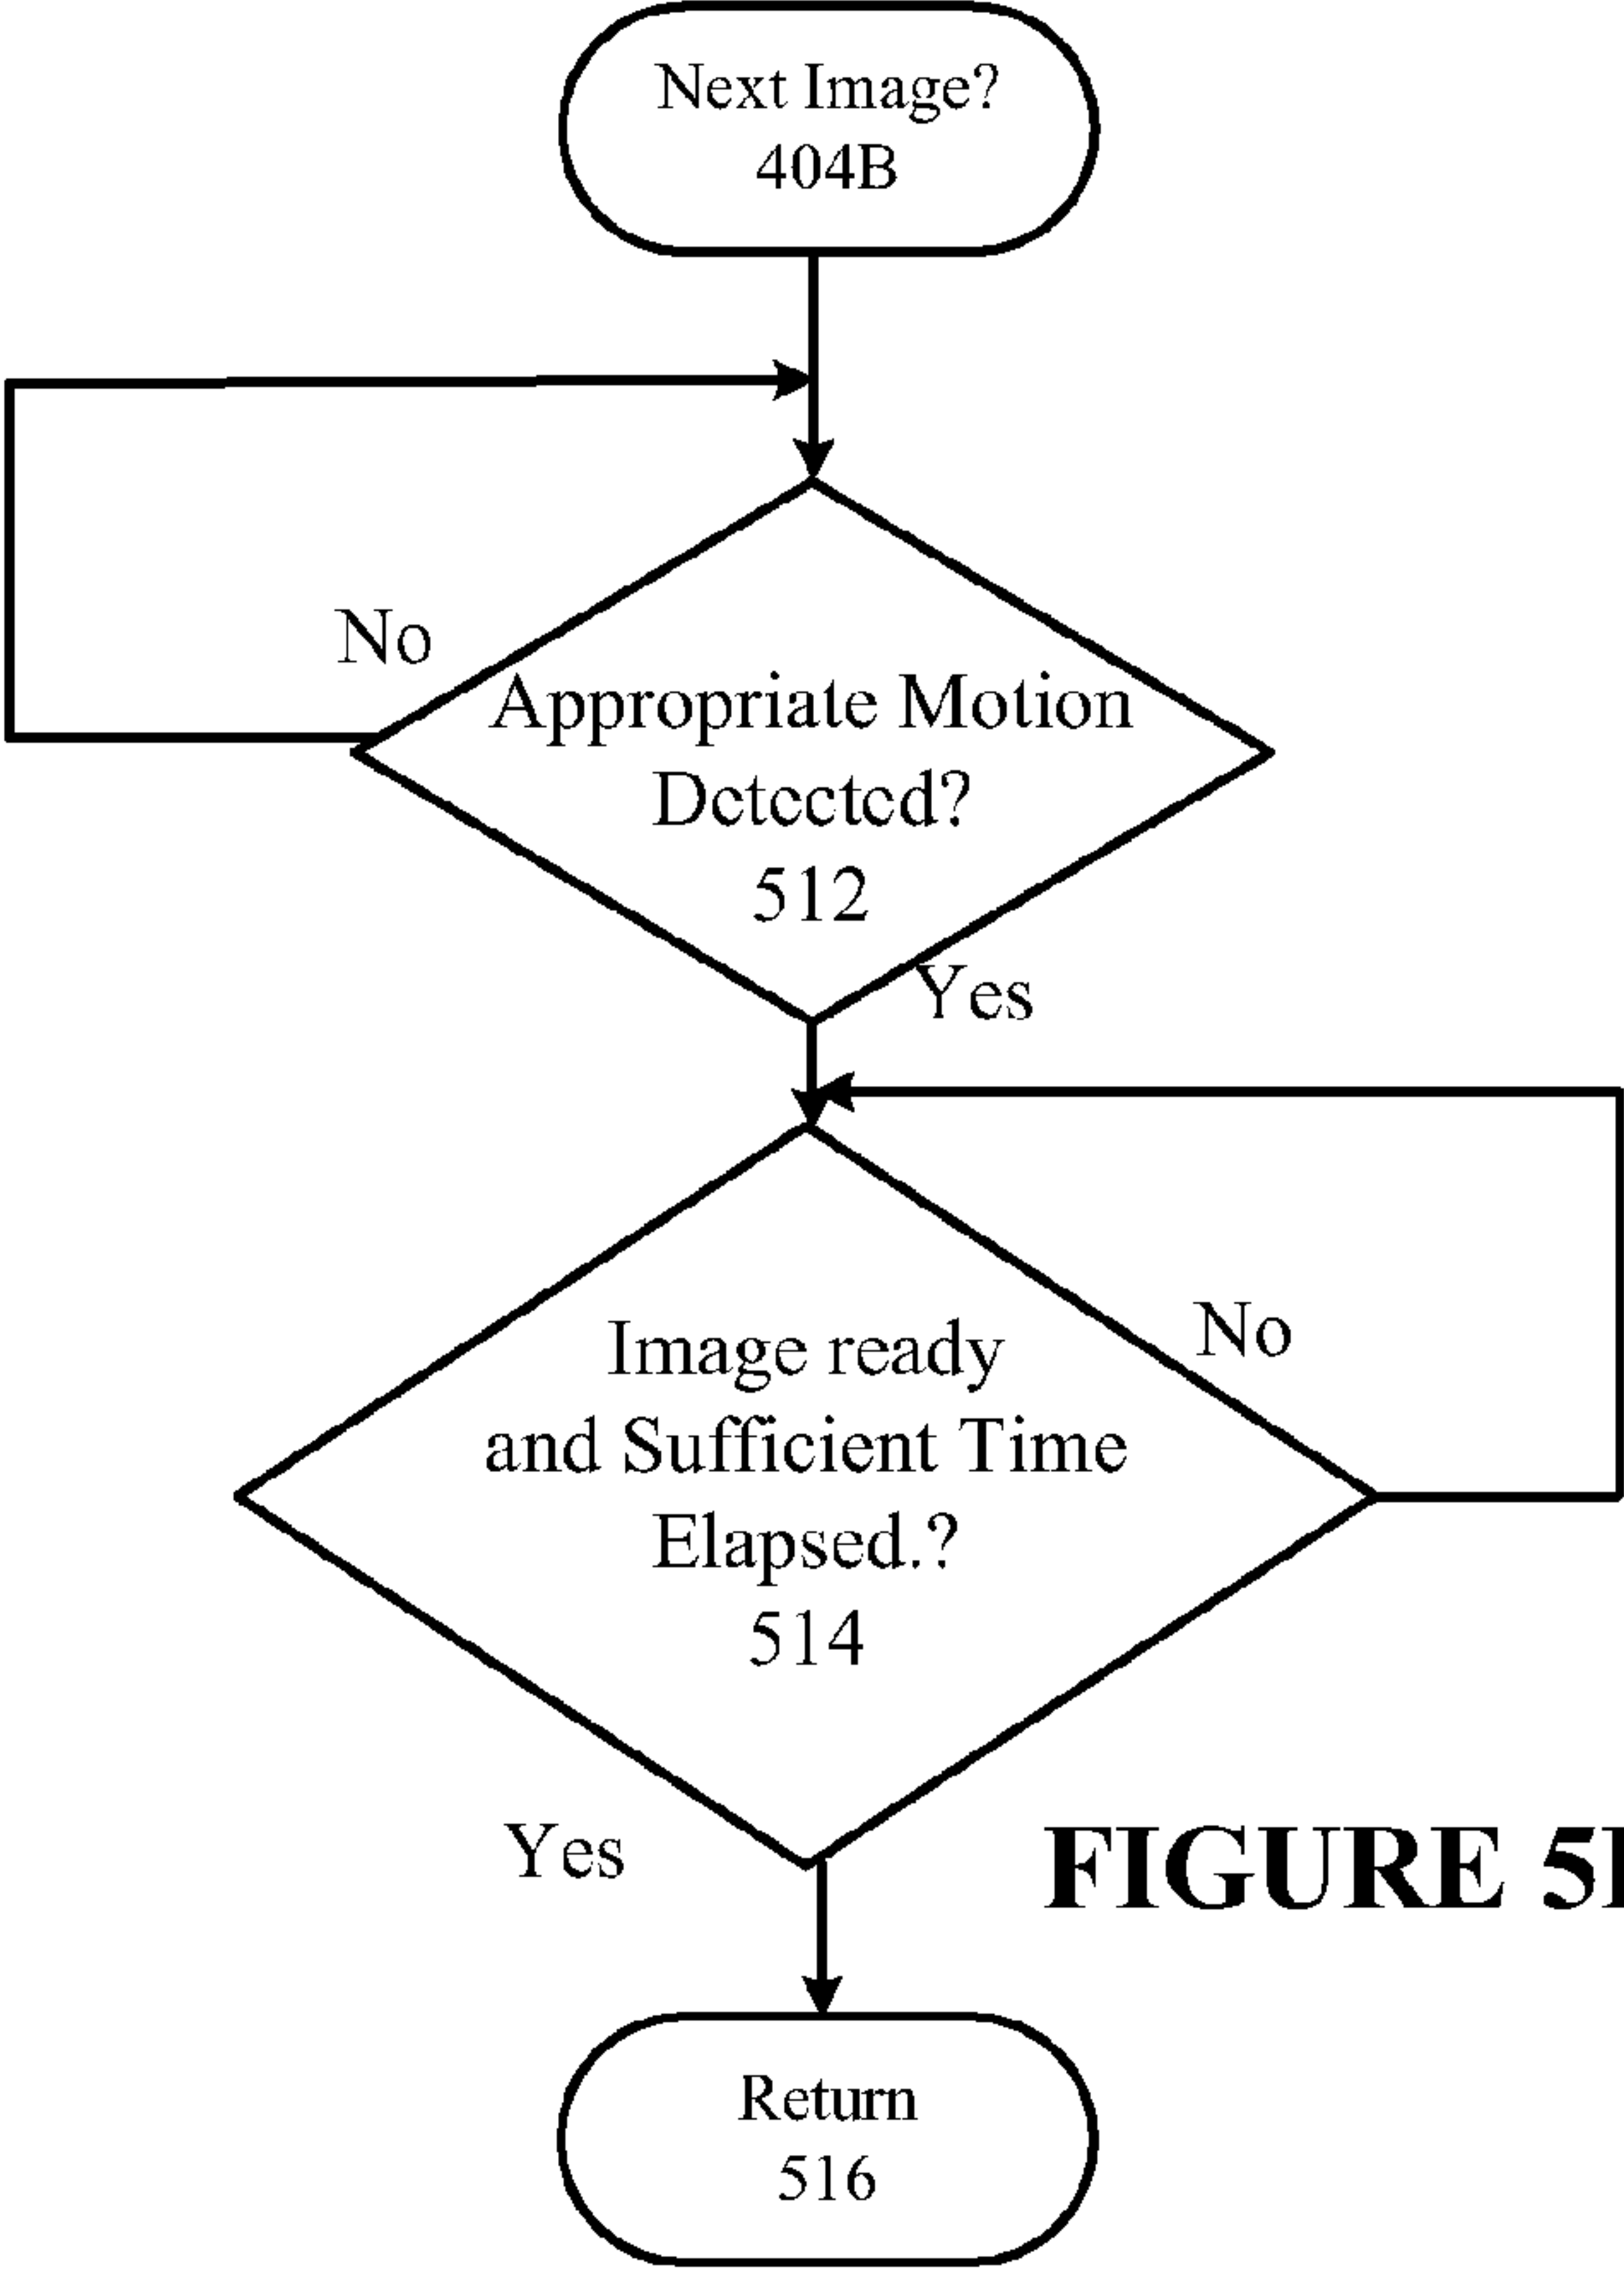 Next Image?
404B
No
Appropriate Motion
Detected?
512
Yes
No
Image ready
and Sufficient Time
Elapsed.?
514
Yes
FIGURE
Return
516